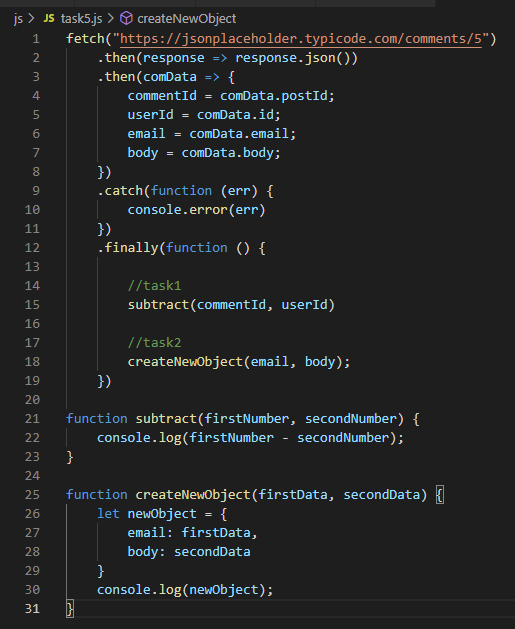 js > JS task5.js > createNewObject
1 fetch("https://jsonplaceholder.typicode.com/comments/5")
2     .then(response => response.json())
3     .then(comData => {
4         commentId = comData.postId;
5         userId = comData.id;
6         email = comData.email;
7         body = comData.body;
8     })
9     .catch(function (err) {
10         console.error(err)
11     })
12     .finally(function () {
13
14         //task1
15         subtract(commentId, userId)
16
17         //task2
18         createNewObject(email, body);
19     })
20
21 function subtract(firstNumber, secondNumber) {
22     console.log(firstNumber - secondNumber);
23 }
24
25 function createNewObject(firstData, secondData) {
26     let newObject = {
27         email: firstData,
28         body: secondData
29     }
30     console.log(newObject);
31 }